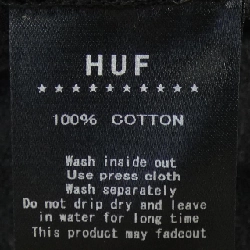 HUF
★★★★★★★★★★
100% COTTON
Wash inside out
Use press cloth
Wash separately
Do not drip dry and leave
in water for long time
This product may fadeout